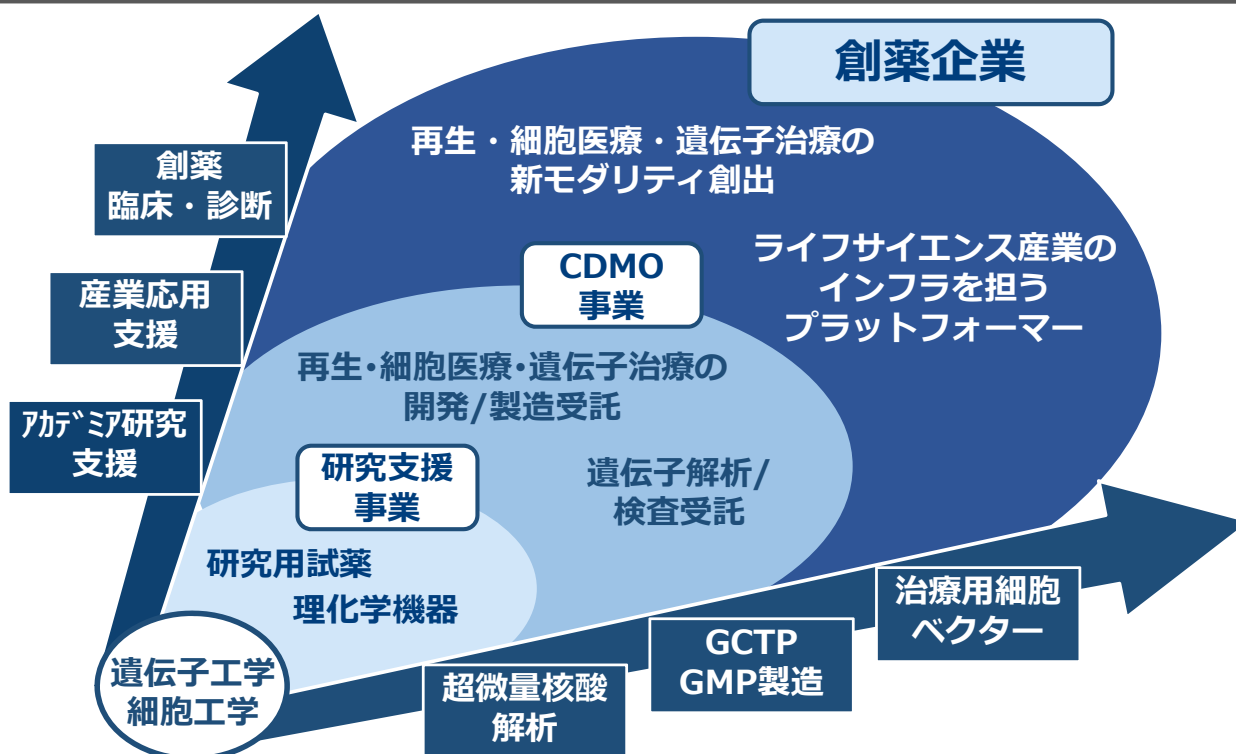 創薬企業
再生・細胞医療・遺伝子治療の
新モダリティ創出
創薬
臨床・診断
ライフサイエンス産業の
インフラを担う
プラットフォーマー
CDMO
事業
産業応用
支援
再生・細胞医療・遺伝子治療の
開発/製造受託
ｱｶﾃﾞﾐｱ研究
支援
研究支援
事業
遺伝子解析/
検査受託
研究用試薬
理化学機器
治療用細胞
ベクター
GCTP
GMP製造
遺伝子工学
細胞工学
超微量核酸
解析